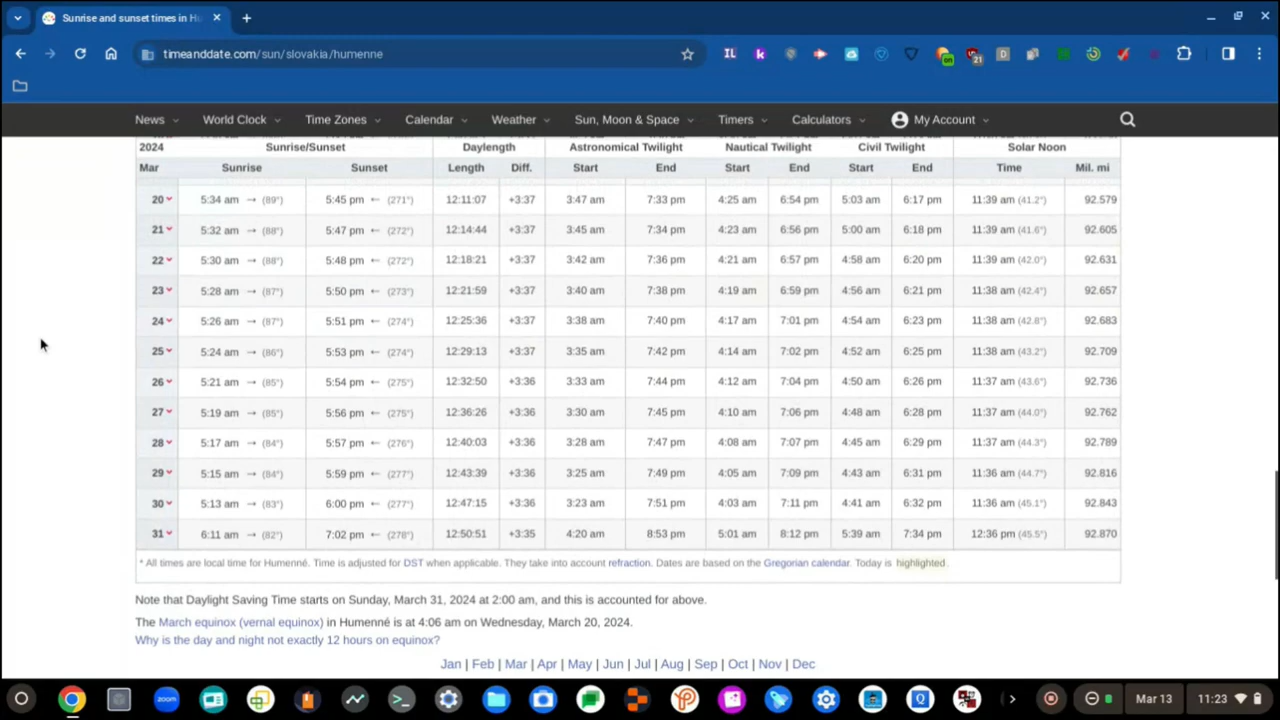 Sunrise and sunset times in Hu
timeanddate.com/sun/slovakia/humenne
IL k on 21 D
News World Clock Time Zones Calendar Weather Sun, Moon & Space Timers Calculators My Account
2024 Sunrise/Sunset Daylength Astronomical Twilight Nautical Twilight Civil Twilight Solar Noon
Mar Sunrise Sunset Length Diff. Start End Start End Start End Time Mil. mi
20 5:34 am → (89°) 5:45 pm ← (271°) 12:11:07 +3:37 3:47 am 7:33 pm 4:25 am 6:54 pm 5:03 am 6:17 pm 11:39 am (41.2°) 92.579
21 5:32 am → (88°) 5:47 pm ← (272°) 12:14:44 +3:37 3:45 am 7:34 pm 4:23 am 6:56 pm 5:00 am 6:18 pm 11:39 am (41.6°) 92.605
22 5:30 am → (88°) 5:48 pm ← (272°) 12:18:21 +3:37 3:42 am 7:36 pm 4:21 am 6:57 pm 4:58 am 6:20 pm 11:39 am (42.0°) 92.631
23 5:28 am → (87°) 5:50 pm ← (273°) 12:21:59 +3:37 3:40 am 7:38 pm 4:19 am 6:59 pm 4:56 am 6:21 pm 11:38 am (42.4°) 92.657
24 5:26 am → (87°) 5:51 pm ← (274°) 12:25:36 +3:37 3:38 am 7:40 pm 4:17 am 7:01 pm 4:54 am 6:23 pm 11:38 am (42.8°) 92.683
25 5:24 am → (86°) 5:53 pm ← (274°) 12:29:13 +3:37 3:35 am 7:42 pm 4:14 am 7:02 pm 4:52 am 6:25 pm 11:38 am (43.2°) 92.709
26 5:21 am → (85°) 5:54 pm ← (275°) 12:32:50 +3:36 3:33 am 7:44 pm 4:12 am 7:04 pm 4:50 am 6:26 pm 11:37 am (43.6°) 92.736
27 5:19 am → (85°) 5:56 pm ← (275°) 12:36:26 +3:36 3:30 am 7:45 pm 4:10 am 7:06 pm 4:48 am 6:28 pm 11:37 am (44.0°) 92.762
28 5:17 am → (84°) 5:57 pm ← (276°) 12:40:03 +3:36 3:28 am 7:47 pm 4:08 am 7:07 pm 4:45 am 6:29 pm 11:37 am (44.3°) 92.789
29 5:15 am → (84°) 5:59 pm ← (277°) 12:43:39 +3:36 3:25 am 7:49 pm 4:05 am 7:09 pm 4:43 am 6:31 pm 11:36 am (44.7°) 92.816
30 5:13 am → (83°) 6:00 pm ← (277°) 12:47:15 +3:36 3:23 am 7:51 pm 4:03 am 7:11 pm 4:41 am 6:32 pm 11:36 am (45.1°) 92.843
31 6:11 am → (82°) 7:02 pm ← (278°) 12:50:51 +3:35 4:20 am 8:53 pm 5:01 am 8:12 pm 5:39 am 7:34 pm 12:36 pm (45.5°) 92.870
* All times are local time for Humenné. Time is adjusted for DST when applicable. They take into account refraction. Dates are based on the Gregorian calendar. Today is highlighted.
Note that Daylight Saving Time starts on Sunday, March 31, 2024 at 2:00 am, and this is accounted for above.
The March equinox (vernal equinox) in Humenné is at 4:06 am on Wednesday, March 20, 2024.
Why is the day and night not exactly 12 hours on equinox?
Jan | Feb | Mar | Apr | May | Jun | Jul | Aug | Sep | Oct | Nov | Dec
zoom Q Mar 13 11:23